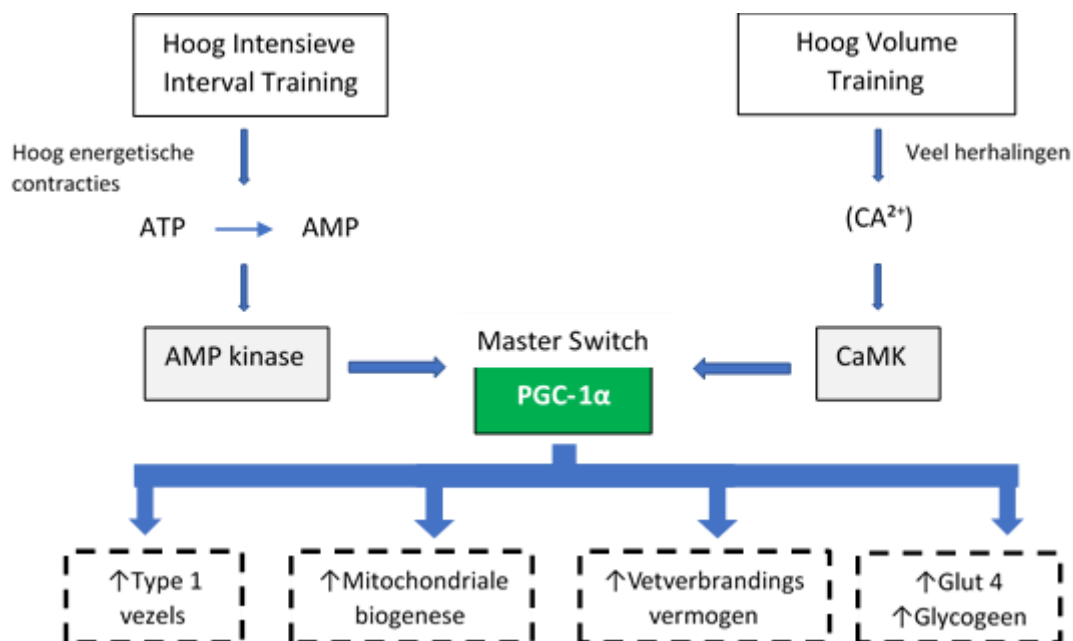 Hoog Intensieve
Interval Training
Hoog Volume
Training
Hoog energetische
contracties
Veel herhalingen
ATP
AMP
(CA²⁺)
AMP kinase
Master Switch
PGC-1α
CaMK
↑Type 1
vezels
↑Mitochondriale
biogenese
↑Vetverbrandings
vermogen
↑Glut 4
↑Glycogeen